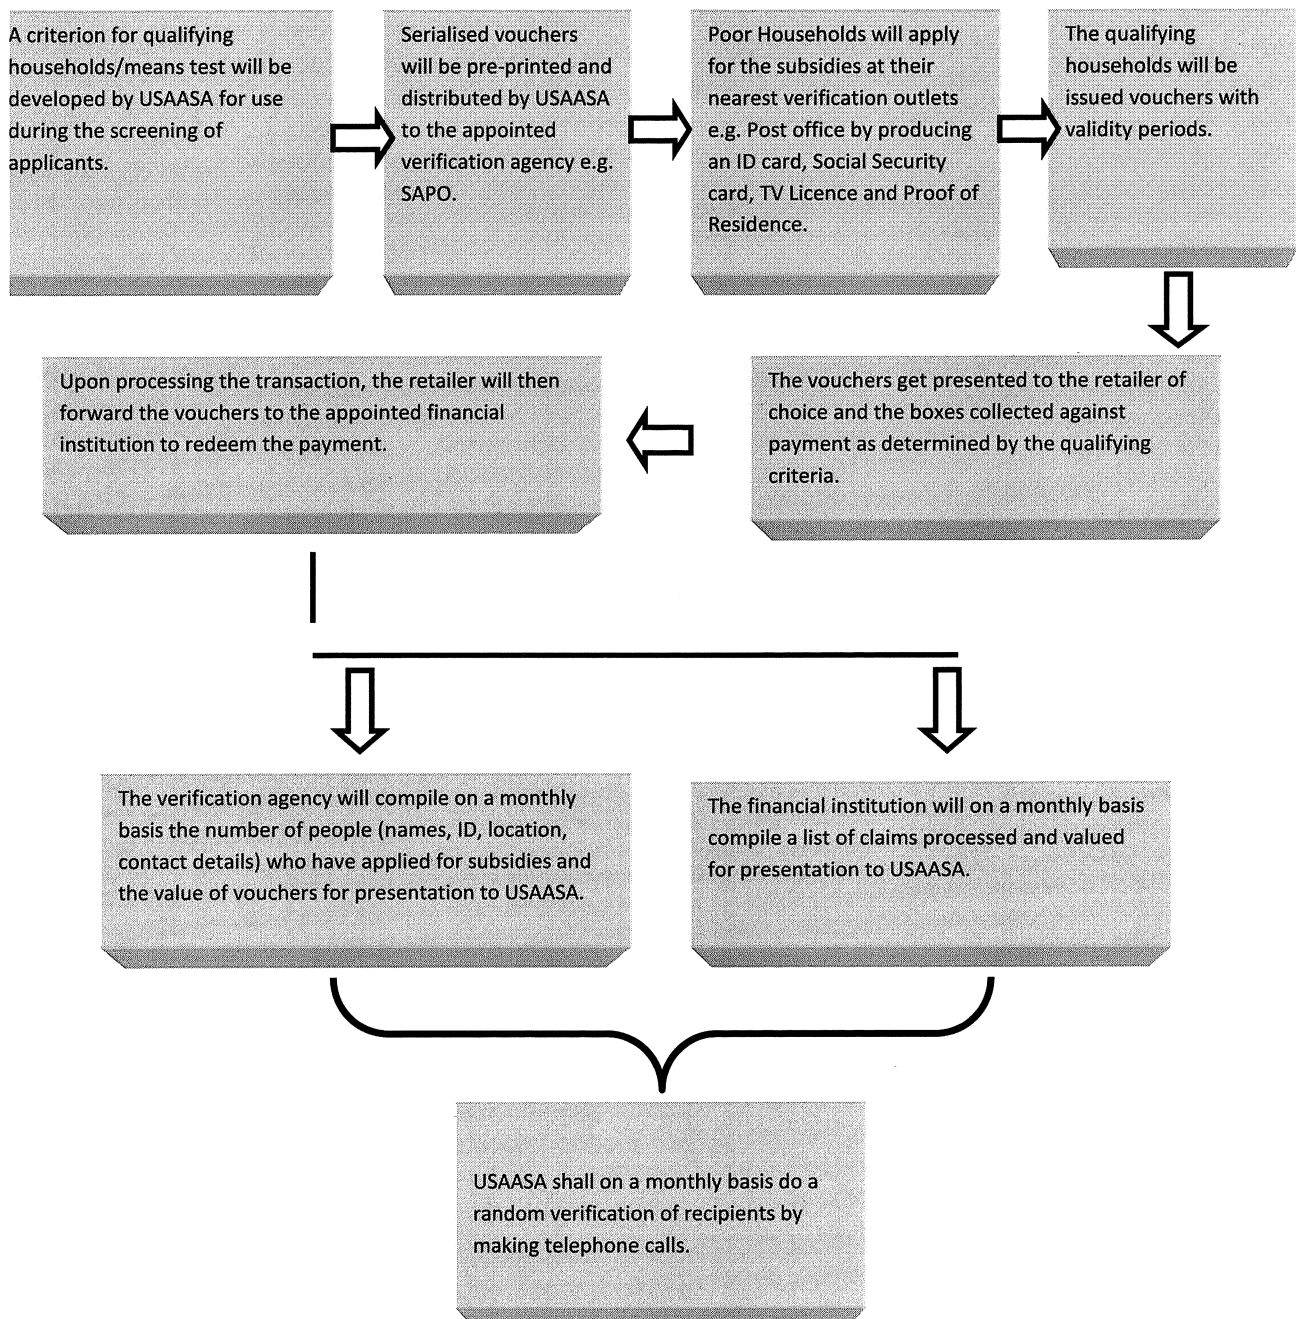 A criterion for qualifying
households/means test will be
developed by USAASA for use
during the screening of
applicants.
Serialised vouchers
will be pre-printed and
distributed by USAASA
to the appointed
verification agency e.g.
SAPO.
Poor Households will apply
for the subsidies at their
nearest verification outlets
e.g. Post office by producing
an ID card, Social Security
card, TV Licence and Proof of
Residence.
The qualifying
households will be
issued vouchers with
validity periods.
The vouchers get presented to the retailer of
choice and the boxes collected against
payment as determined by the qualifying
criteria.
Upon processing the transaction, the retailer will then
forward the vouchers to the appointed financial
institution to redeem the payment.
The verification agency will compile on a monthly
basis the number of people (names, ID, location,
contact details) who have applied for subsidies and
the value of vouchers for presentation to USAASA.
The financial institution will on a monthly basis
compile a list of claims processed and valued
for presentation to USAASA.
USAASA shall on a monthly basis do a
random verification of recipients by
making telephone calls.